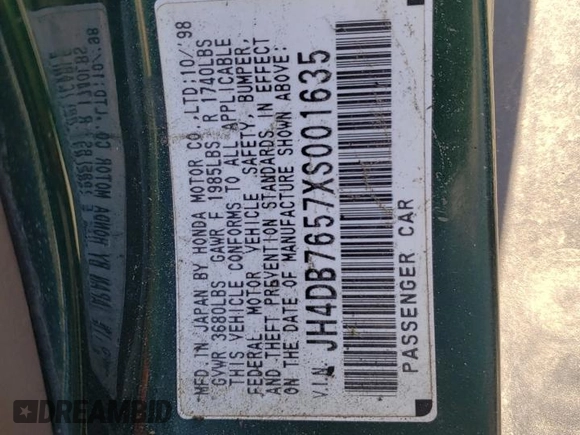 MFD.IN JAPAN BY HONDA MOTOR CO.,LTD:10/'98
GVWR 3680LBS GAWR F 1985LBS R 1740LBS
THIS VEHICLE CONFORMS TO ALL APPLICABLE
FEDERAL MOTOR VEHICLE SAFETY, BUMPER,
AND THEFT PREVENTION STANDARDS IN EFFECT
ON THE DATE OF MANUFACTURE SHOWN ABOVE:
V.I.N. JH4DB7657XS001635
PASSENGER CAR
DREAMBID